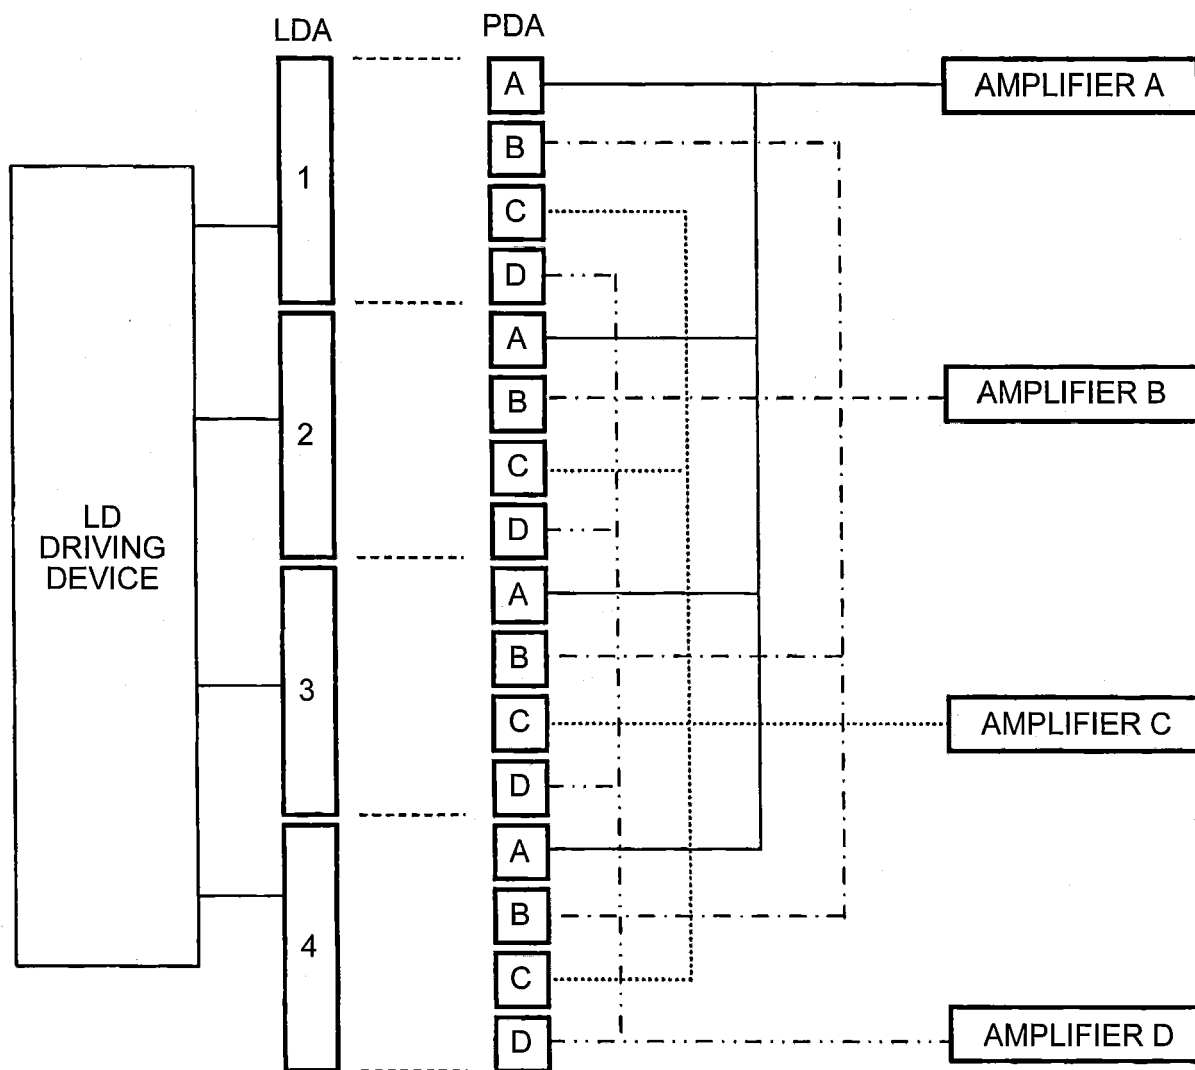 LDA
PDA
A
AMPLIFIER A
B
1
C
D
A
B
AMPLIFIER B
2
C
LD
DRIVING
DEVICE
D
A
B
3
C
AMPLIFIER C
D
A
B
4
C
D
AMPLIFIER D